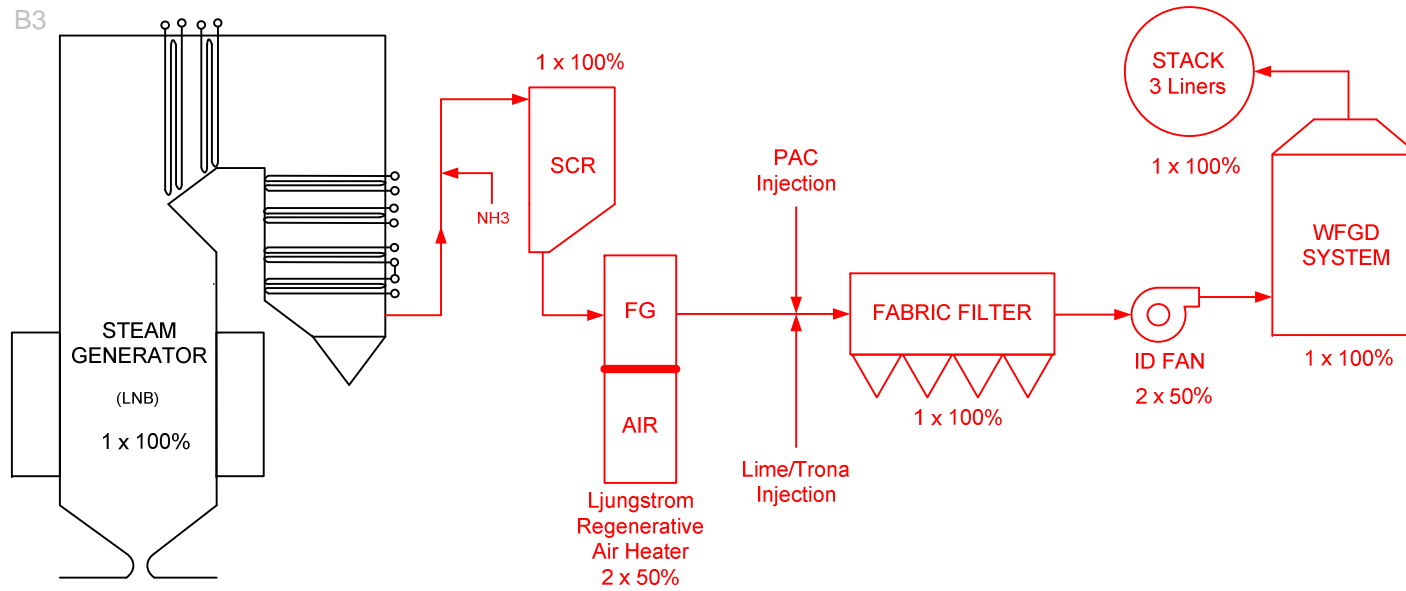 B3
STEAM
GENERATOR
(LNB)
1 x 100%
NH3
1 x 100%
SCR
FG
AIR
Ljungstrom
Regenerative
Air Heater
2 x 50%
PAC
Injection
Lime/Trona
Injection
FABRIC FILTER
1 x 100%
ID FAN
2 x 50%
STACK
3 Liners
1 x 100%
WFGD
SYSTEM
1 x 100%